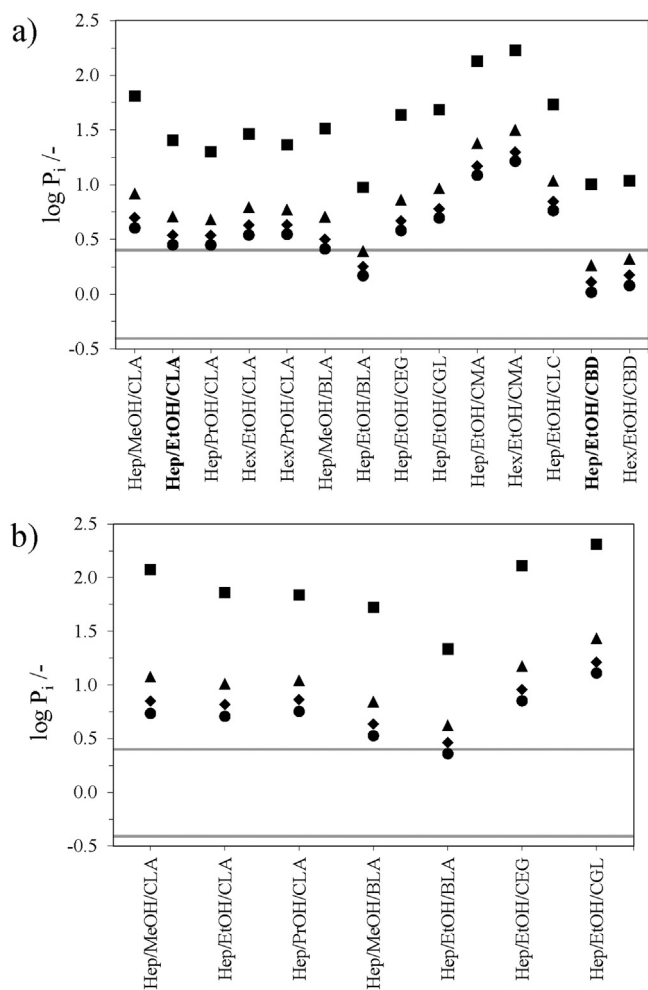 a)
2.5
2.0
1.5
1.0
0.5
0.0
-0.5
log Pi /-
Hep/MeOH/CLA
Hep/EtOH/CLA
Hep/PrOH/CLA
Hex/EtOH/CLA
Hex/PrOH/CLA
Hep/MeOH/BLA
Hep/EtOH/BLA
Hep/EtOH/CEG
Hep/EtOH/CGL
Hep/EtOH/CMA
Hex/EtOH/CMA
Hep/EtOH/CLC
Hep/EtOH/CBD
Hex/EtOH/CBD
b)
2.5
2.0
1.5
1.0
0.5
0.0
-0.5
log Pi /-
Hep/MeOH/CLA
Hep/EtOH/CLA
Hep/PrOH/CLA
Hep/MeOH/BLA
Hep/EtOH/BLA
Hep/EtOH/CEG
Hep/EtOH/CGL